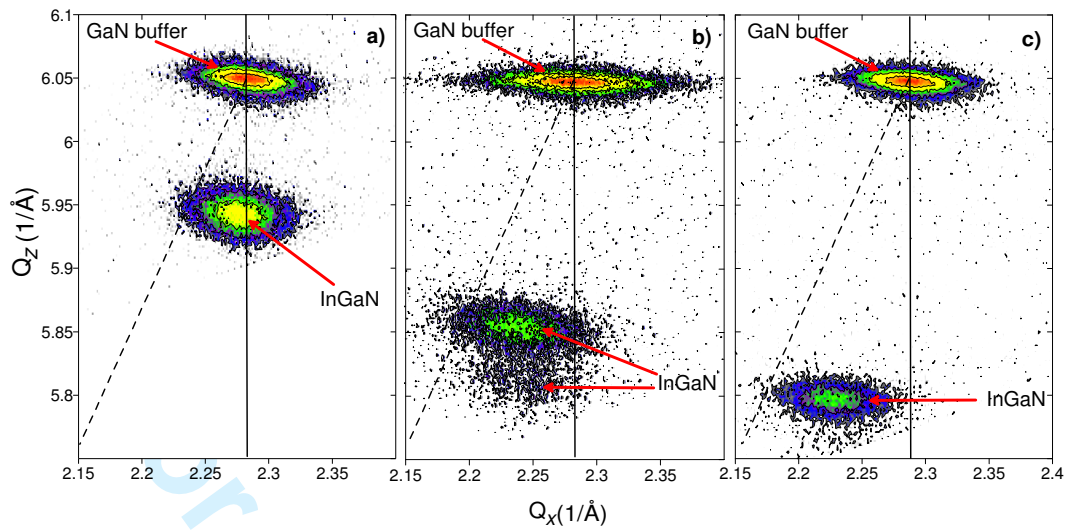 GaN buffer
a)
GaN buffer
b)
GaN buffer
c)
6.1
6.05
6
5.95
5.9
5.85
5.8
Qz (1/Å)
InGaN
InGaN
InGaN
2.15 2.2 2.25 2.3 2.35
2.15 2.2 2.25 2.3 2.35
2.15 2.2 2.25 2.3 2.35 2.4
Qx(1/Å)